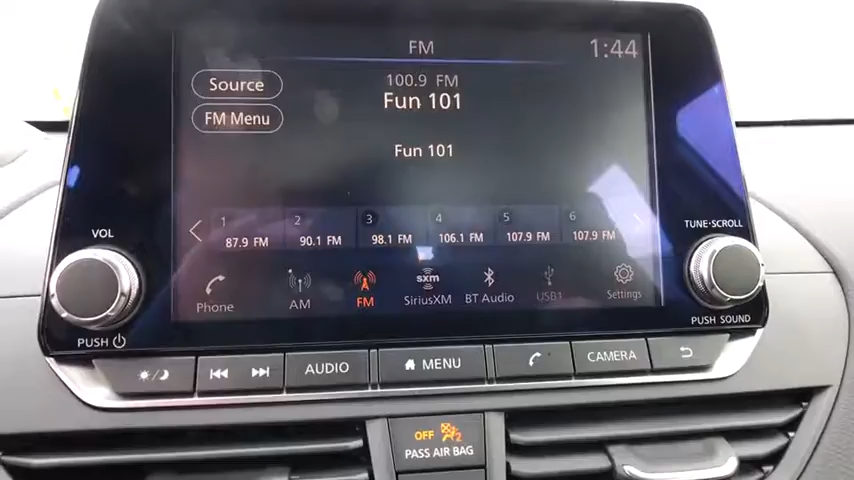 FM
1:44
Source
100.9 FM
Fun 101
FM Menu
Fun 101
1 2 3 4 5 6
87.9 FM 90.1 FM 98.1 FM 106.1 FM 107.9 FM 107.9 FM
VOL
TUNE·SCROLL
sxm
Phone AM FM SiriusXM BT Audio USB1 Settings
PUSH
PUSH SOUND
AUDIO MENU CAMERA
OFF 2
PASS AIR BAG